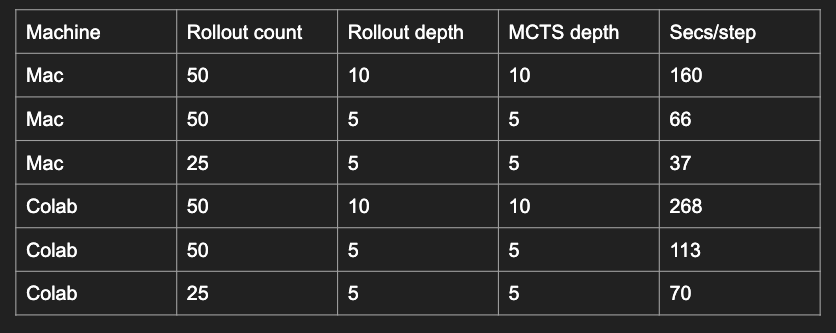 Machine Rollout count Rollout depth MCTS depth Secs/step
Mac 50 10 10 160
Mac 50 5 5 66
Mac 25 5 5 37
Colab 50 10 10 268
Colab 50 5 5 113
Colab 25 5 5 70